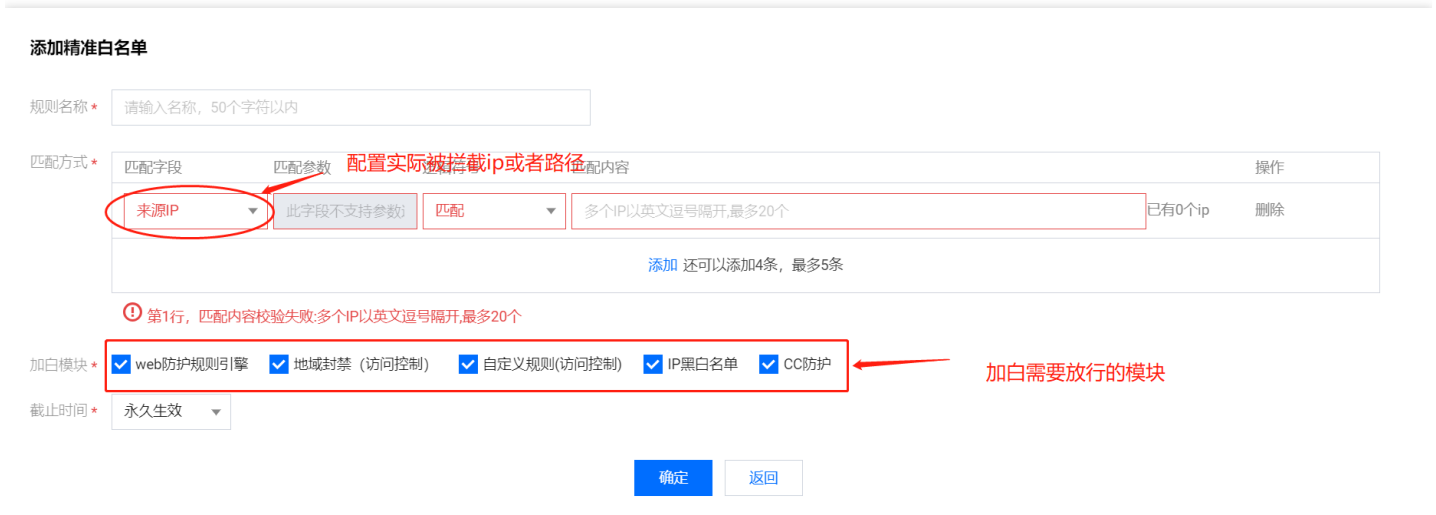 添加精准白名单
规则名称 * 请输入名称，50个字符以内
匹配方式 * 匹配字段 匹配参数 匹配内容 操作
配置实际被拦截ip或者路径
来源IP 此字段不支持参数 匹配 多个IP以英文逗号隔开,最多20个 已有0个ip 删除
添加 还可以添加4条，最多5条
第1行，匹配内容校验失败:多个IP以英文逗号隔开,最多20个
加白模块 * web防护规则引擎 地域封禁（访问控制） 自定义规则(访问控制) IP黑白名单 CC防护
加白需要放行的模块
截止时间 * 永久生效
确定 返回